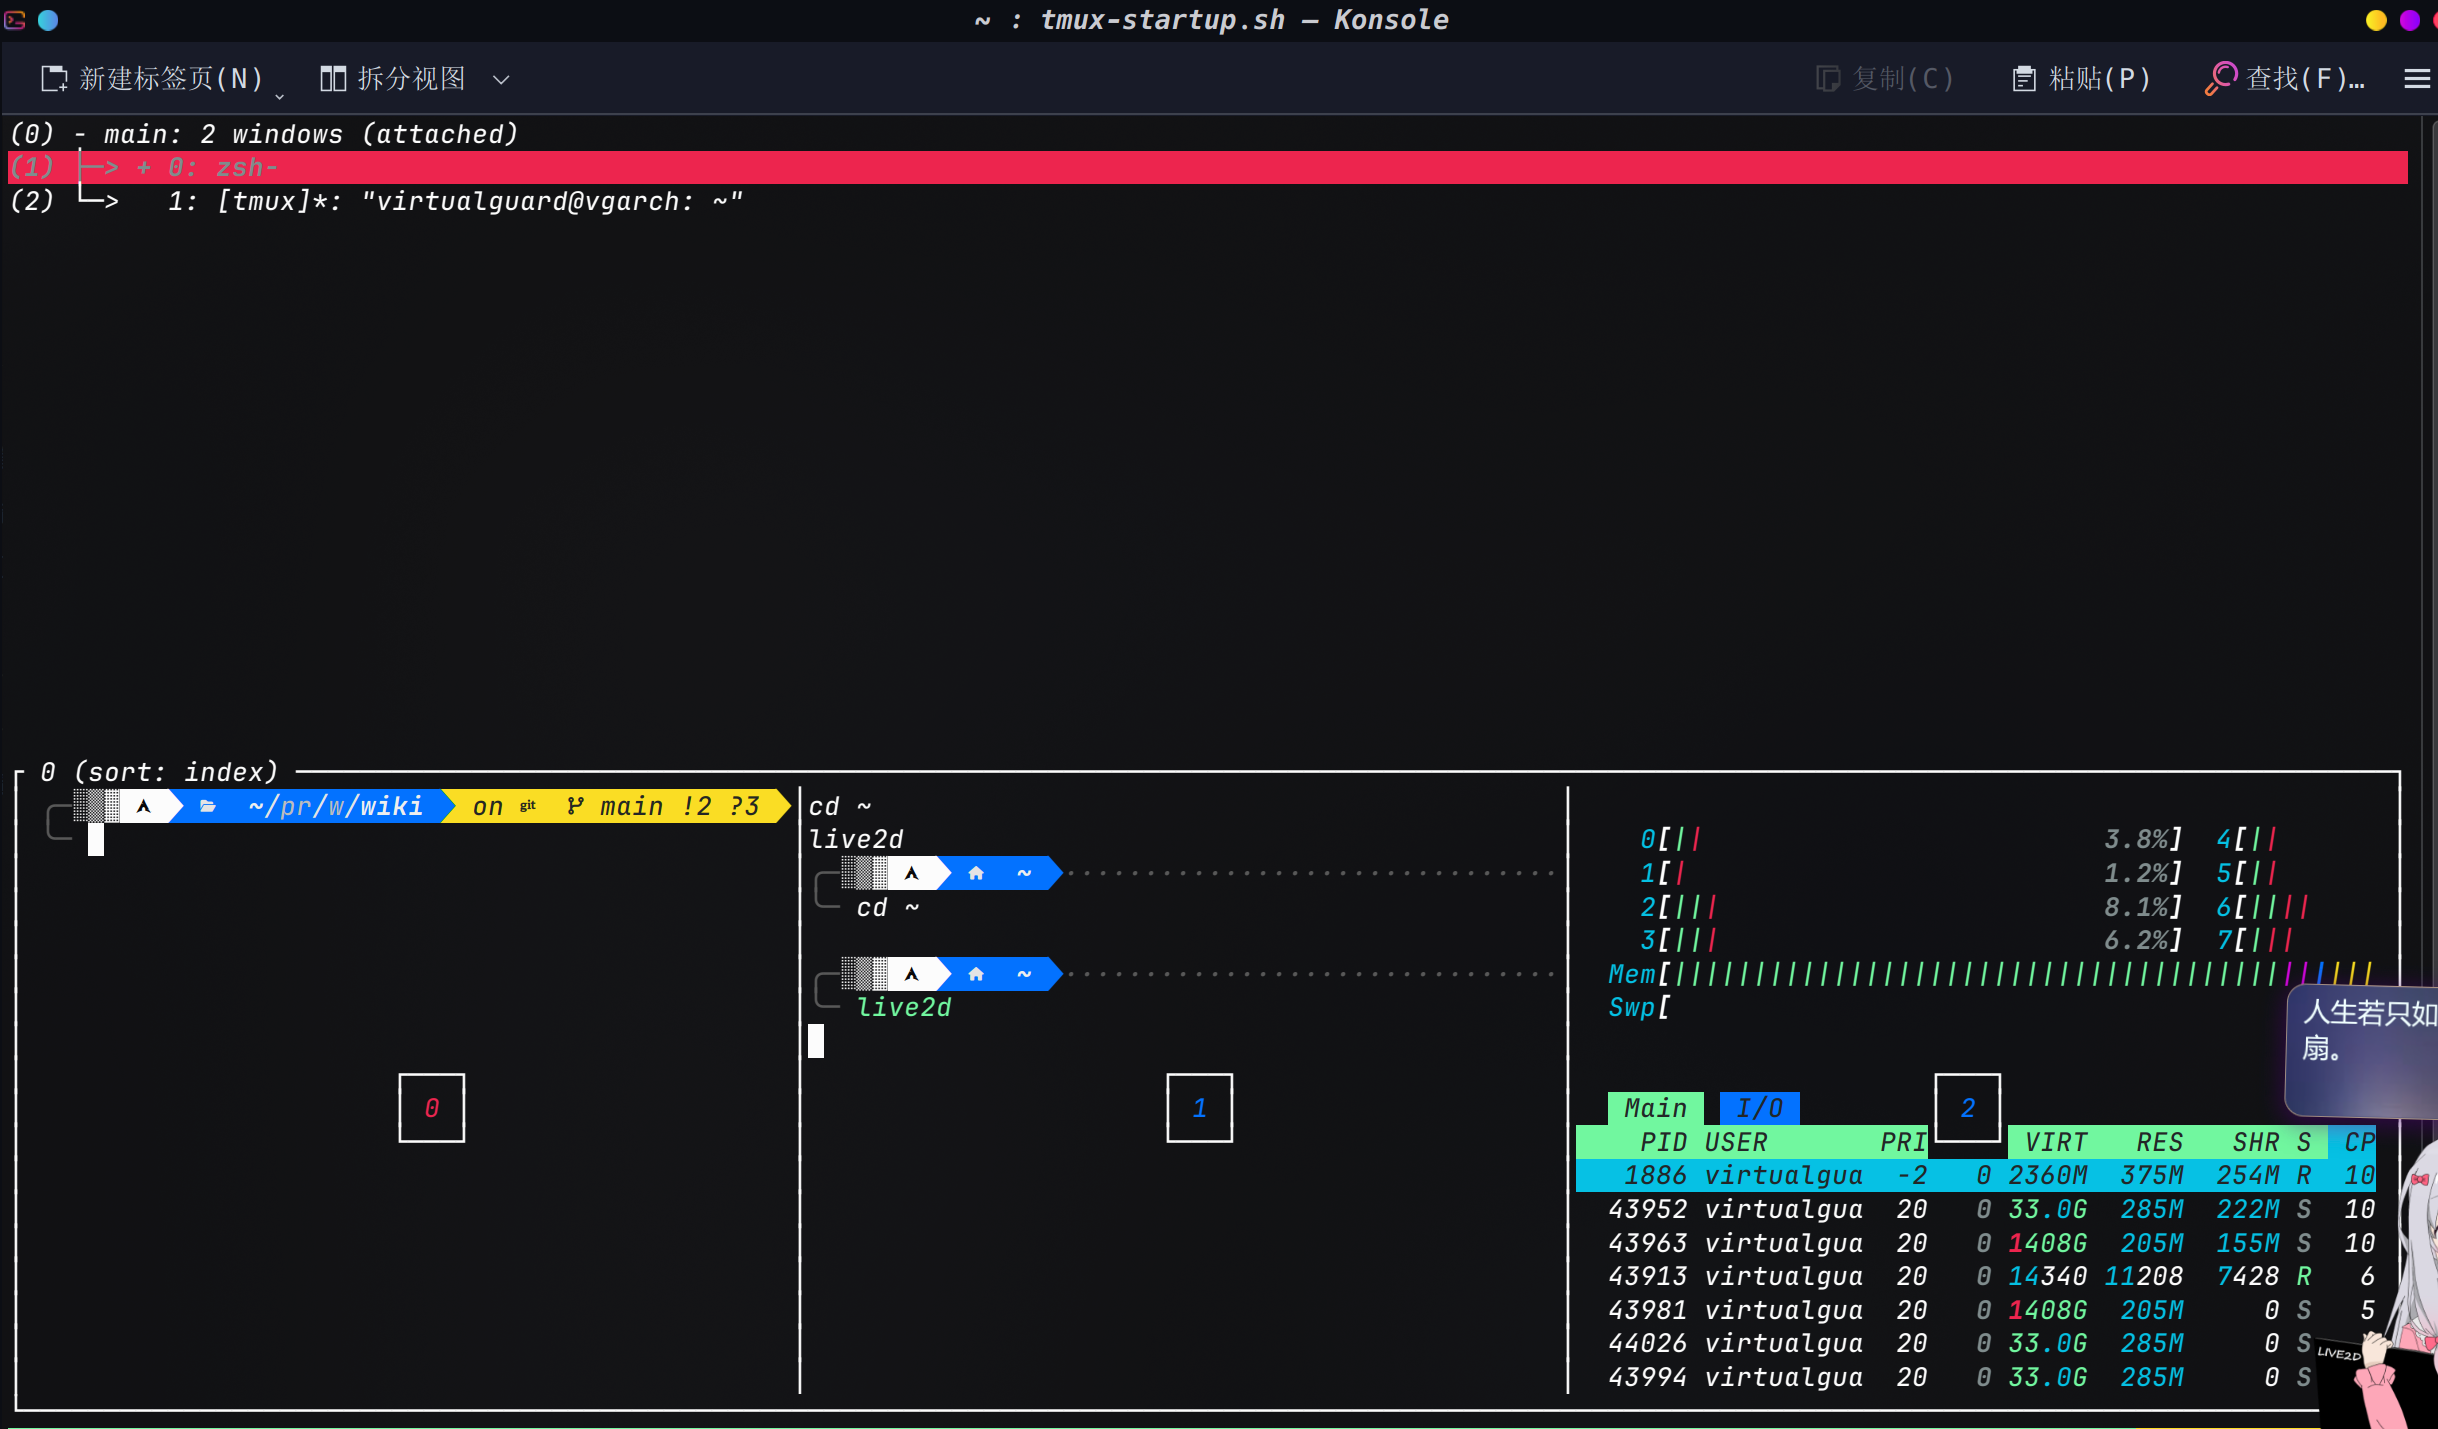 ~ : tmux-startup.sh — Konsole
新建标签页(N) 拆分视图 复制(C) 粘贴(P) 查找(F)...
(0) - main: 2 windows (attached)
(1) ├─> + 0: zsh-
(2) └─> 1: [tmux]*: "virtualguard@vgarch: ~"
0 (sort: index)
~/pr/w/wiki on git main !2 ?3
cd ~
live2d
~
cd ~
~
live2d
0
1
2
0[|| 3.8%] 4[||
1[| 1.2%] 5[||
2[||| 8.1%] 6[||||
3[||| 6.2%] 7[|||
Mem[||||||||||||||||||||||||||||||||||||||||||||
Swp[
Main I/O
PID USER PRI VIRT RES SHR S CP
1886 virtualgua -2 0 2360M 375M 254M R 10
43952 virtualgua 20 0 33.0G 285M 222M S 10
43963 virtualgua 20 0 1408G 205M 155M S 10
43913 virtualgua 20 0 14340 11208 7428 R 6
43981 virtualgua 20 0 1408G 205M 0 S 5
44026 virtualgua 20 0 33.0G 285M 0 S
43994 virtualgua 20 0 33.0G 285M 0 S
人生若只如
扇。
LIVE2D